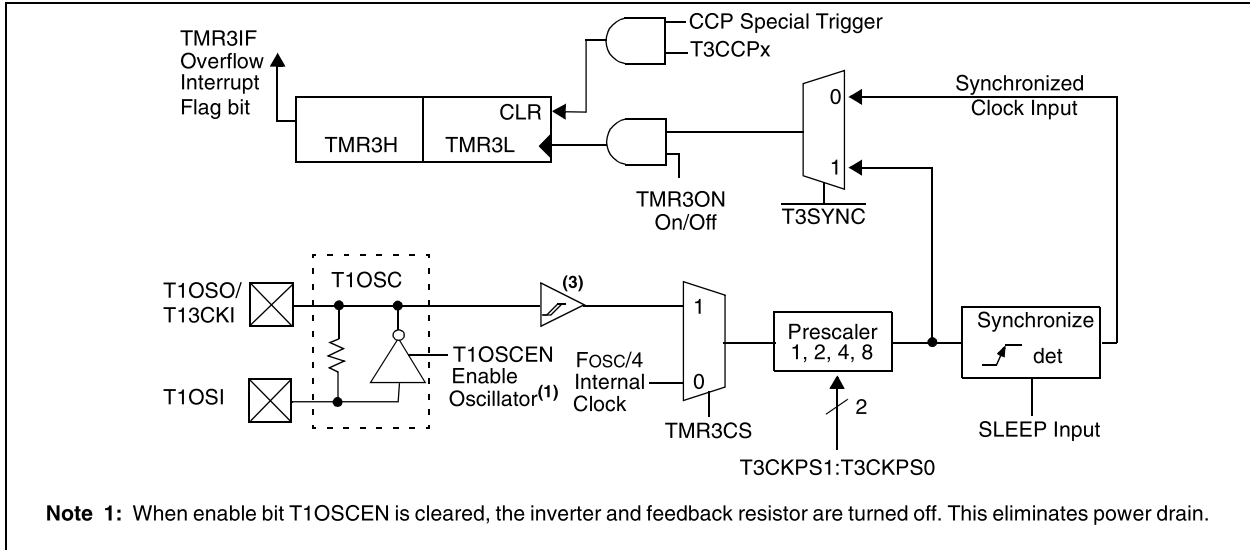 TMR3IF
Overflow
Interrupt
Flag bit
CCP Special Trigger
T3CCPx
CLR
TMR3H
TMR3L
TMR3ON
On/Off
0
1
T3SYNC
Synchronized
Clock Input
T1OSO/
T13CKI
T1OSI
T1OSC
(3)
T1OSCEN
Enable
Oscillator(1)
FOSC/4
Internal
Clock
1
0
TMR3CS
Prescaler
1, 2, 4, 8
2
T3CKPS1:T3CKPS0
Synchronize
det
SLEEP Input
Note 1: When enable bit T1OSCEN is cleared, the inverter and feedback resistor are turned off. This eliminates power drain.